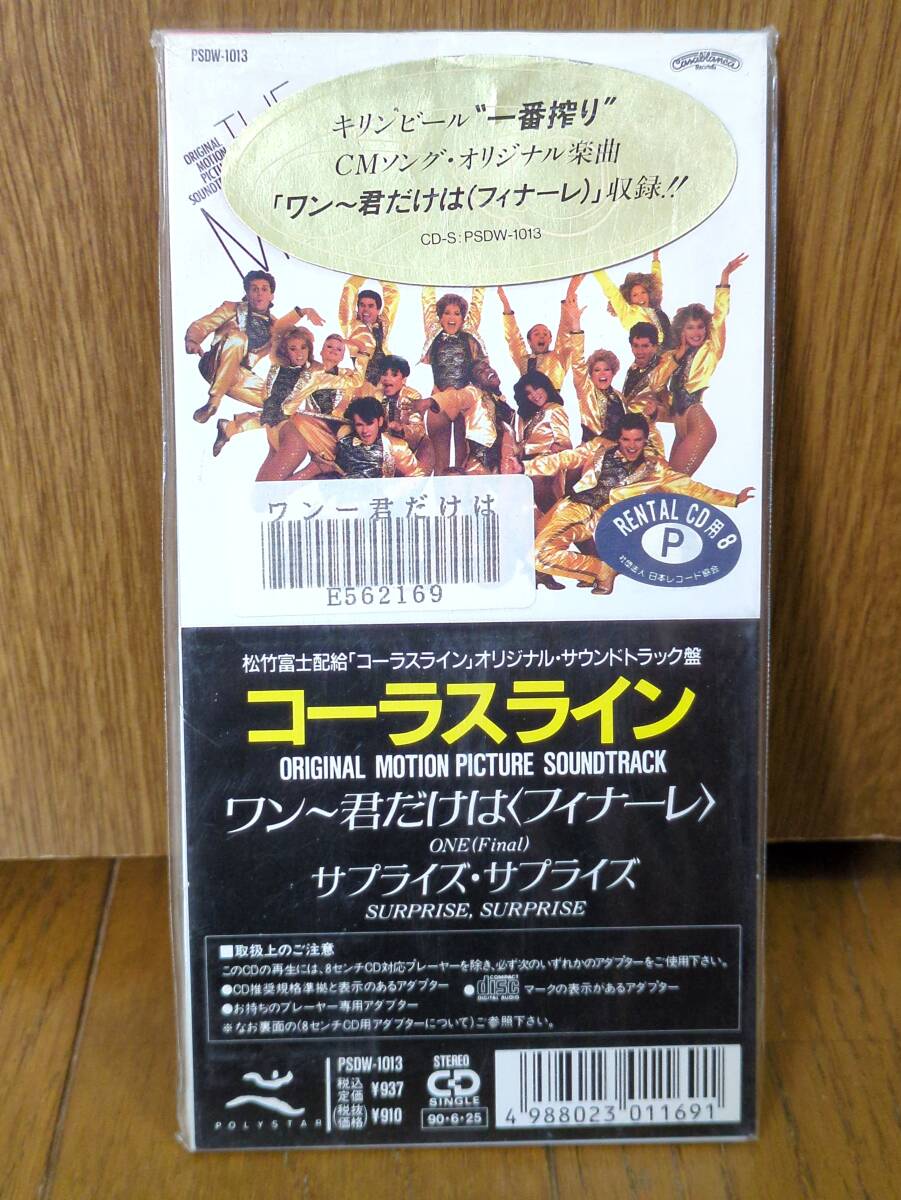 PSDW-1013
Casablanca
Records
THE
ORIGINAL
MOTION
PICTURE
SOUNDTRACK
キリンビール“一番搾り”
CMソング・オリジナル楽曲
「ワン〜君だけは(フィナーレ)」収録!!
CD-S:PSDW-1013
ワン－君だけは
E562169
RENTAL CD用 8
P
社団法人 日本レコード協会
松竹富士配給「コーラスライン」オリジナル・サウンドトラック盤
コーラスライン
ORIGINAL MOTION PICTURE SOUNDTRACK
ワン〜君だけは〈フィナーレ〉
ONE(Final)
サプライズ・サプライズ
SURPRISE, SURPRISE
■取扱上のご注意
このCDの再生には、8センチCD対応プレーヤーを除き、必ず次のいずれかのアダプターをご使用下さい。
●CD推奨規格準拠と表示のあるアダプター ● COMPACT disc DIGITAL AUDIO マークの表示があるアダプター
●お持ちのプレーヤー専用アダプター
※なお裏面の(8センチCD用アダプターについて)ご参照下さい。
POLYSTAR
PSDW-1013
税込定価 ¥937
(税抜価格) ¥910
STEREO
CD
SINGLE
90・6・25
4 988023 011691